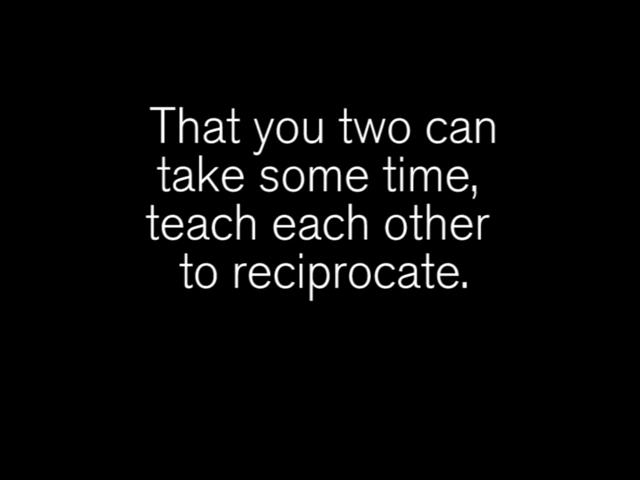 That you two can
take some time,
teach each other
to reciprocate.